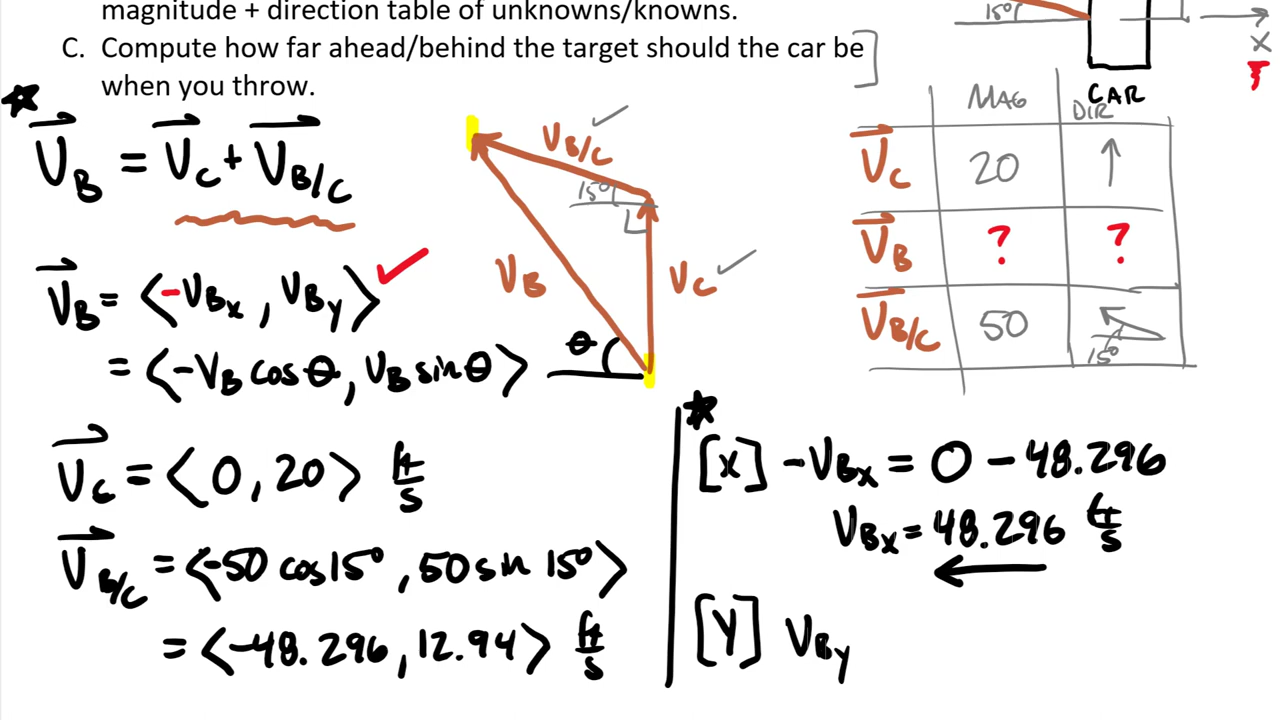 magnitude + direction table of unknowns/knowns.
C. Compute how far ahead/behind the target should the car be
when you throw.
15°
X
CAR
MAG DIR
V_C 20 ↑
V_B ? ?
V_B/C 50 15°
★
V_B = V_C + V_B/C
V_B/C ✓
15°
V_B
V_C ✓
θ
V_B = ⟨-V_Bx, V_By⟩ ✓
= ⟨-V_B cos θ, V_B sin θ⟩
V_C = ⟨0, 20⟩ ft/s
V_B/C = ⟨-50 cos 15°, 50 sin 15°⟩
= ⟨-48.296, 12.94⟩ ft/s
★
[X] -V_Bx = 0 - 48.296
V_Bx = 48.296 ft/s
←
[Y] V_By